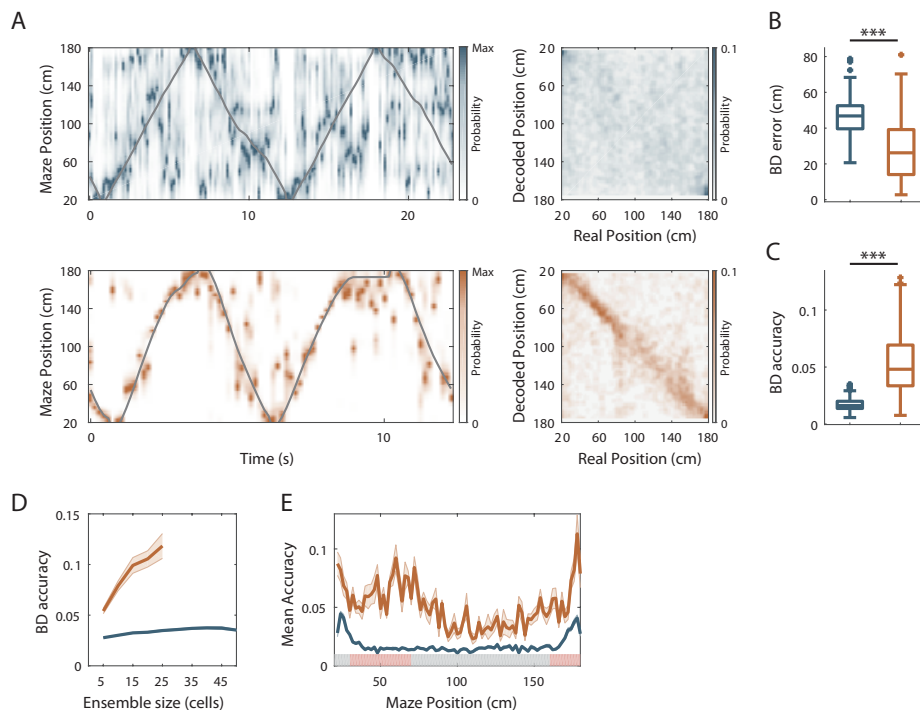 A
B
Maze Position (cm)
180
140
100
60
20
0
10
20
Max
Probability
0
Decoded Position (cm)
20
60
100
140
180
20
60
100
140
180
Real Position (cm)
0.1
Probability
0
BD error (cm)
80
60
40
20
0
***
Maze Position (cm)
180
140
100
60
20
0
10
Time (s)
Max
Probability
0
Decoded Position (cm)
20
60
100
140
180
20
60
100
140
180
Real Position (cm)
0.1
Probability
0
C
BD accuracy
0.1
0.05
0
***
D
BD accuracy
0.15
0.1
0.05
0
5
15
25
35
45
Ensemble size (cells)
E
Mean Accuracy
0.1
0.05
0
50
100
150
Maze Position (cm)